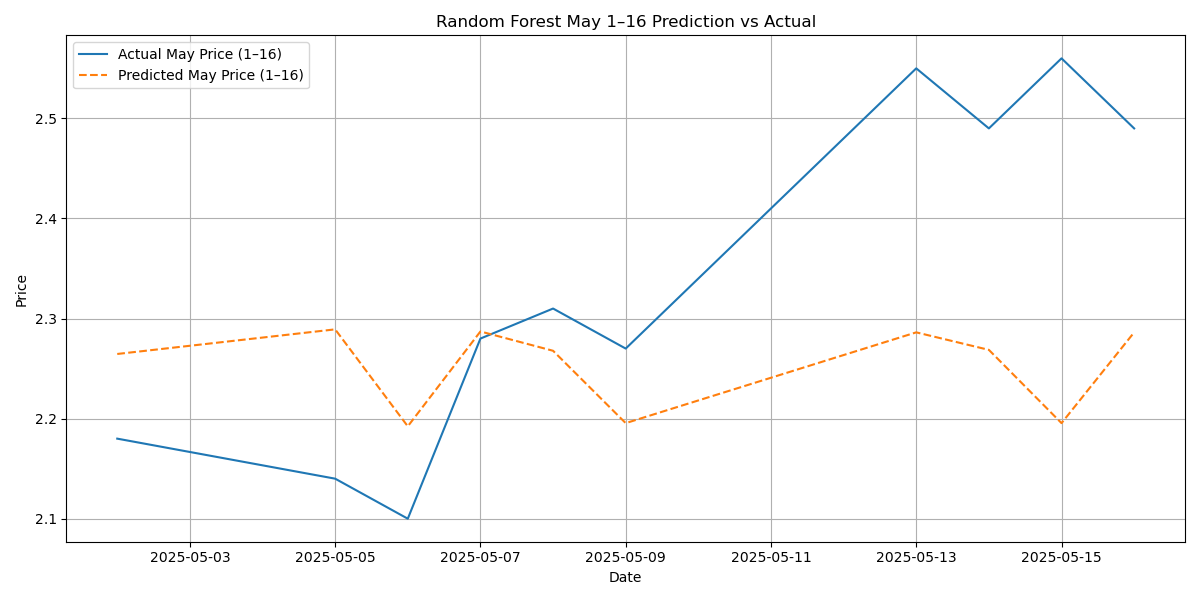 Random Forest May 1–16 Prediction vs Actual
Actual May Price (1–16)
Predicted May Price (1–16)
Price
2.5
2.4
2.3
2.2
2.1
2025-05-03 2025-05-05 2025-05-07 2025-05-09 2025-05-11 2025-05-13 2025-05-15
Date